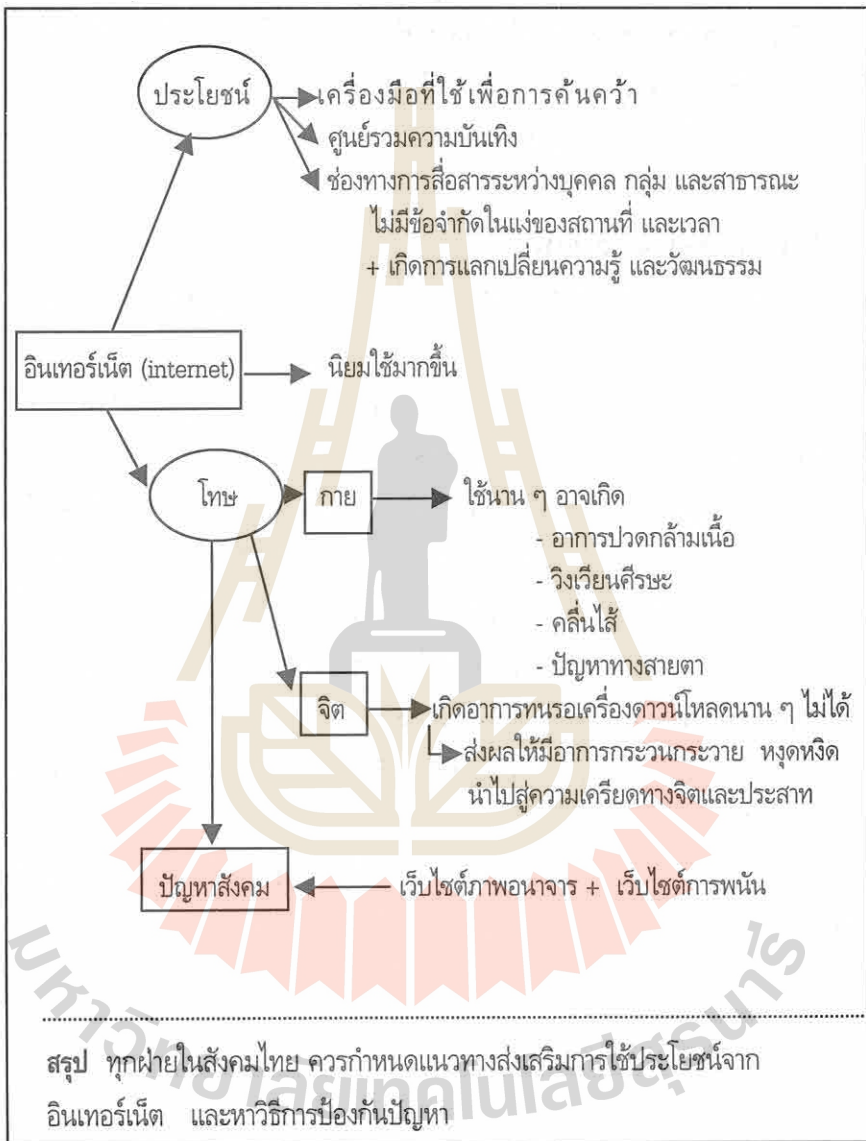 ประโยชน์
เครื่องมือที่ใช้เพื่อการค้นคว้า
ศูนย์รวมความบันเทิง
ช่องทางการสื่อสารระหว่างบุคคล กลุ่ม และสาธารณะ
ไม่มีข้อจำกัดในแง่ของสถานที่ และเวลา
+ เกิดการแลกเปลี่ยนความรู้ และวัฒนธรรม
อินเทอร์เน็ต (internet)
นิยมใช้มากขึ้น
โทษ
กาย
ใช้นาน ๆ อาจเกิด
- อาการปวดกล้ามเนื้อ
- วิงเวียนศีรษะ
- คลื่นไส้
- ปัญหาทางสายตา
จิต
เกิดอาการทนรอเครื่องดาวน์โหลดนาน ๆ ไม่ได้
ส่งผลให้มีอาการกระวนกระวาย หงุดหงิด
นำไปสู่ความเครียดทางจิตและประสาท
ปัญหาสังคม
เว็บไซต์ภาพอนาจาร + เว็บไซต์การพนัน
มหาวิทยาลัยเทคโนโลยีสุรนารี
สรุป ทุกฝ่ายในสังคมไทย ควรกำหนดแนวทางส่งเสริมการใช้ประโยชน์จาก
อินเทอร์เน็ต และหาวิธีการป้องกันปัญหา